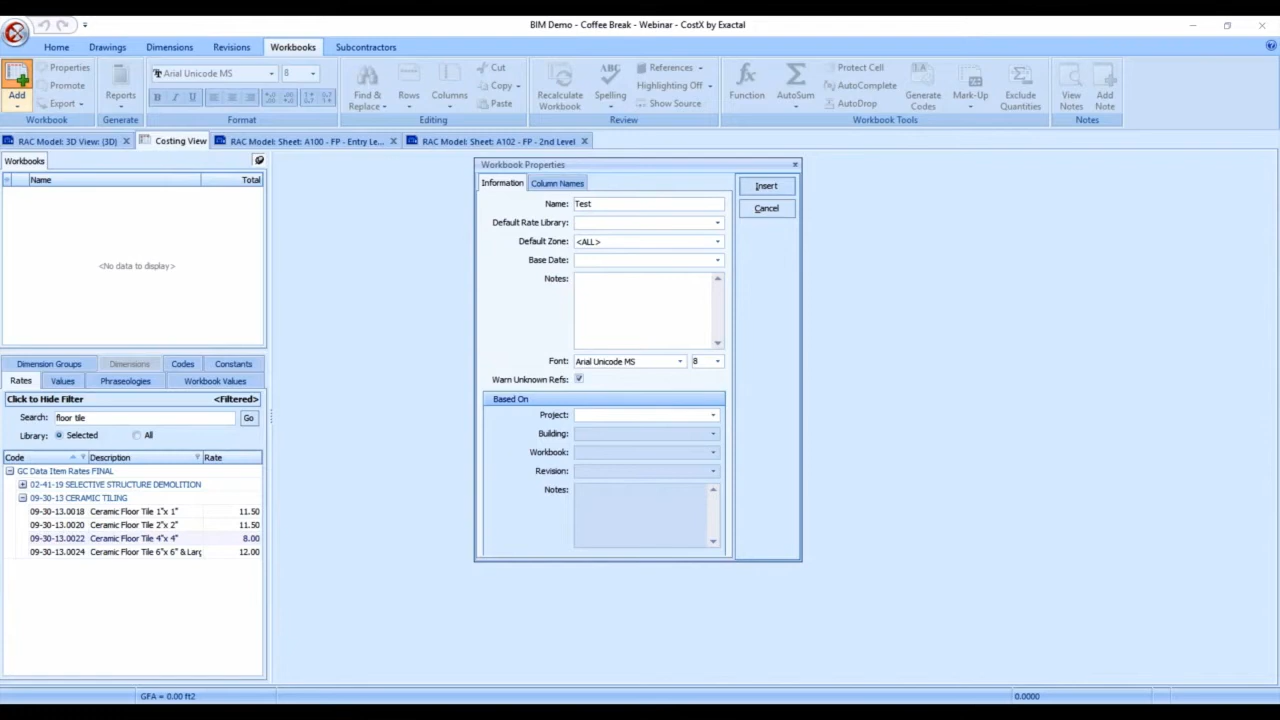 BIM Demo - Coffee Break - Webinar - CostX by Exactal
Home Drawings Dimensions Revisions Workbooks Subcontractors
Add
Workbook
Properties
Promote
Export
Reports
Generate
Arial Unicode MS 8
B I U
Format
Find & Replace
Rows
Columns
Cut
Copy
Paste
Editing
Recalculate Workbook
Spelling
References
Highlighting Off
Show Source
Review
Function
AutoSum
Protect Cell
AutoComplete
AutoDrop
Generate Codes
Mark-Up
Exclude Quantities
Workbook Tools
View Notes
Add Note
Notes
RAC Model: 3D View: {3D} Costing View RAC Model: Sheet: A100 - FP - Entry Le... RAC Model: Sheet: A102 - FP - 2nd Level
Workbooks
Name Total
<No data to display>
Dimension Groups Dimensions Codes Constants
Rates Values Phraseologies Workbook Values
Click to Hide Filter <Filtered>
Search: floor tile Go
Library: Selected All
Code Description Rate
GC Data Item Rates FINAL
02-41-19 SELECTIVE STRUCTURE DEMOLITION
09-30-13 CERAMIC TILING
09-30-13.0018 Ceramic Floor Tile 1"x 1" 11.50
09-30-13.0020 Ceramic Floor Tile 2"x 2" 11.50
09-30-13.0022 Ceramic Floor Tile 4"x 4" 8.00
09-30-13.0024 Ceramic Floor Tile 6"x 6" & Larg 12.00
Workbook Properties
Information Column Names
Name: Test
Default Rate Library:
Default Zone: <ALL>
Base Date:
Notes:
Font: Arial Unicode MS 8
Warn Unknown Refs:
Based On
Project:
Building:
Workbook:
Revision:
Notes:
Insert
Cancel
GFA = 0.00 ft2 0.0000